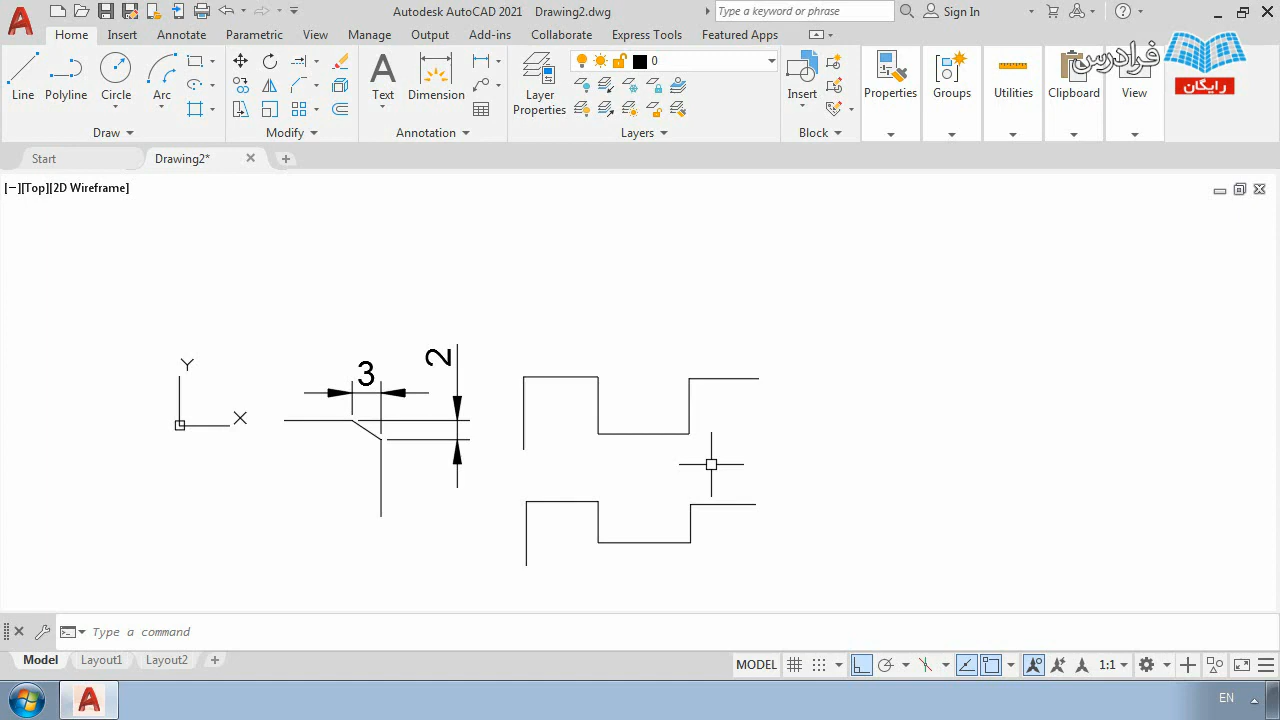 Autodesk AutoCAD 2021 Drawing2.dwg
Type a keyword or phrase
Sign In
Home Insert Annotate Parametric View Manage Output Add-ins Collaborate Express Tools Featured Apps
فرادرس
رایگان
Line Polyline Circle Arc
Text Dimension
Layer
Properties
0
Insert
Properties Groups Utilities Clipboard View
Draw Modify Annotation Layers Block
Start Drawing2*
[−][Top][2D Wireframe]
Y
X
3
2
Type a command
Model Layout1 Layout2
MODEL 1:1
EN